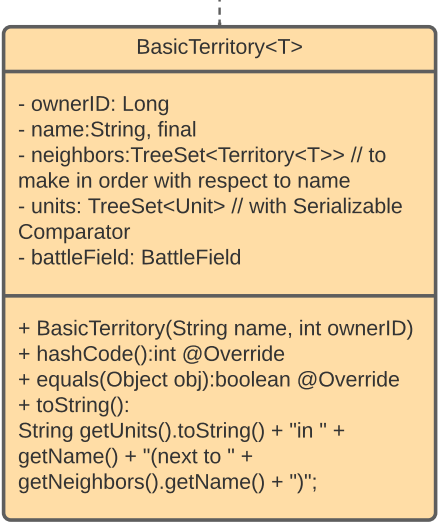 BasicTerritory<T>
- ownerID: Long
- name:String, final
- neighbors:TreeSet<Territory<T>> // to
make in order with respect to name
- units: TreeSet<Unit> // with Serializable
Comparator
- battleField: BattleField
+ BasicTerritory(String name, int ownerID)
+ hashCode():int @Override
+ equals(Object obj):boolean @Override
+ toString():
String getUnits().toString() + "in " +
getName() + "(next to " +
getNeighbors().getName() + ")";